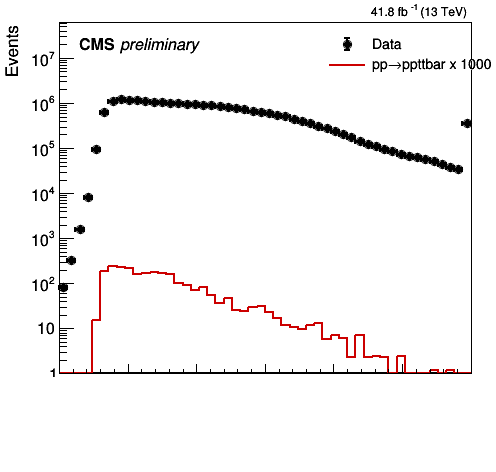 41.8 fb⁻¹ (13 TeV)
Events
CMS preliminary
Data
pp→ppttbar x 1000
10⁷
10⁶
10⁵
10⁴
10³
10²
10
1